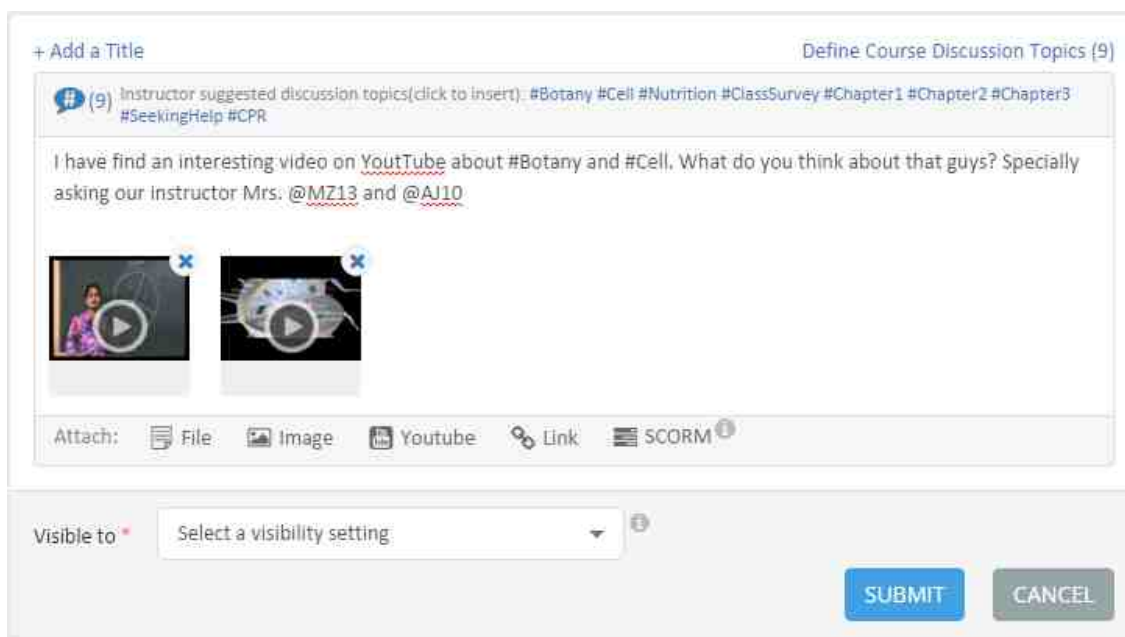 + Add a Title
Define Course Discussion Topics (9)
# (9) Instructor suggested discussion topics(click to insert): #Botany #Cell #Nutrition #ClassSurvey #Chapter1 #Chapter2 #Chapter3
#SeekingHelp #CPR
I have find an interesting video on YoutTube about #Botany and #Cell. What do you think about that guys? Specially
asking our instructor Mrs. @MZ13 and @AJ10
Attach: File Image Youtube Link SCORM
Visible to * Select a visibility setting
SUBMIT CANCEL